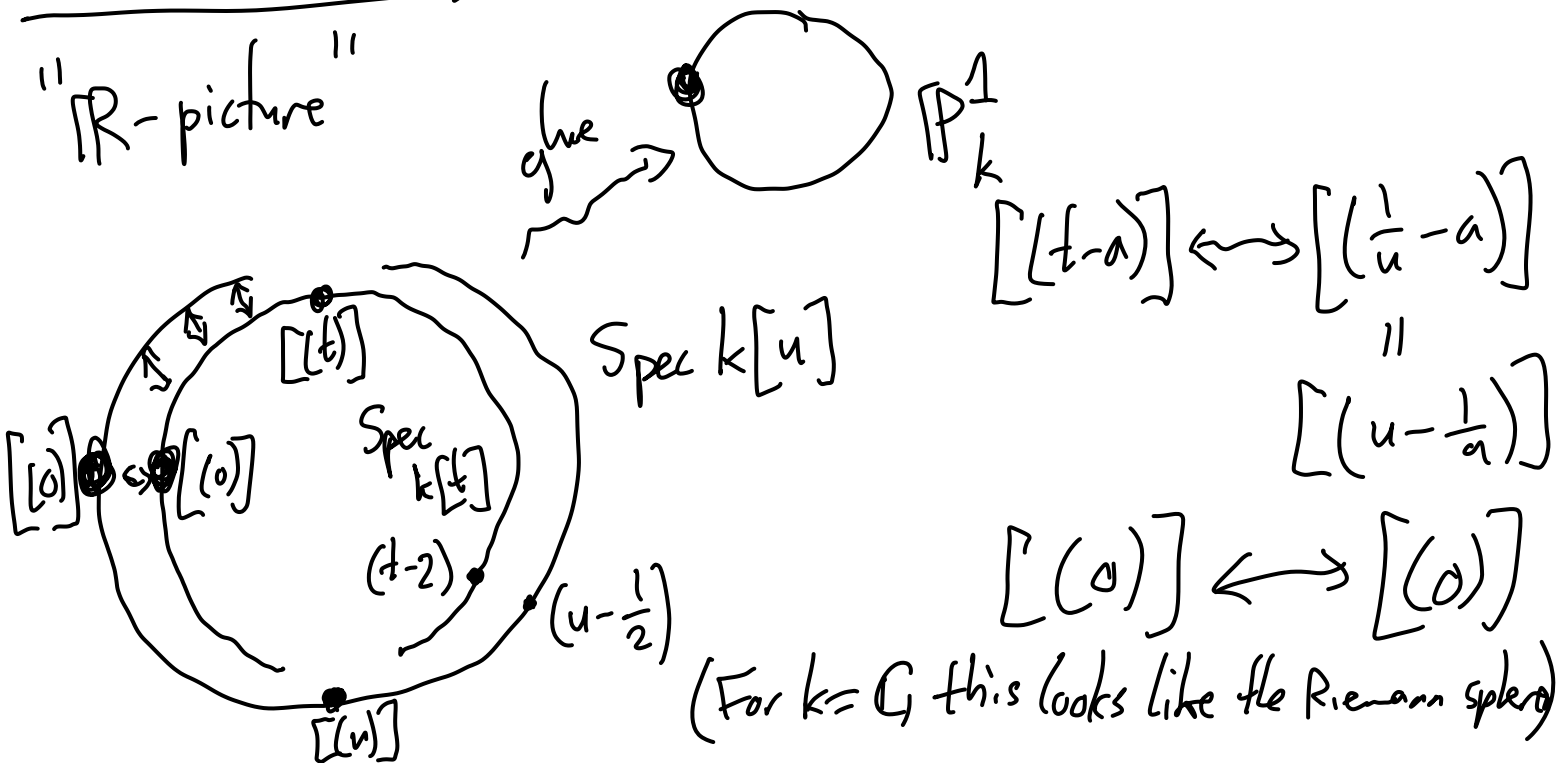 "ℝ-picture"
glue
ℙ¹_k
[(t-a)] ↔ [(1/u - a)]
=
[(u - 1/a)]
[(t)]
Spec k[u]
Spec
k[t]
[(0)] ↔ [(0)]
(t-2)
(u - 1/2)
[(u)]
[(0)] ↔ [(0)]
(For k=ℂ, this looks like the Riemann sphere)